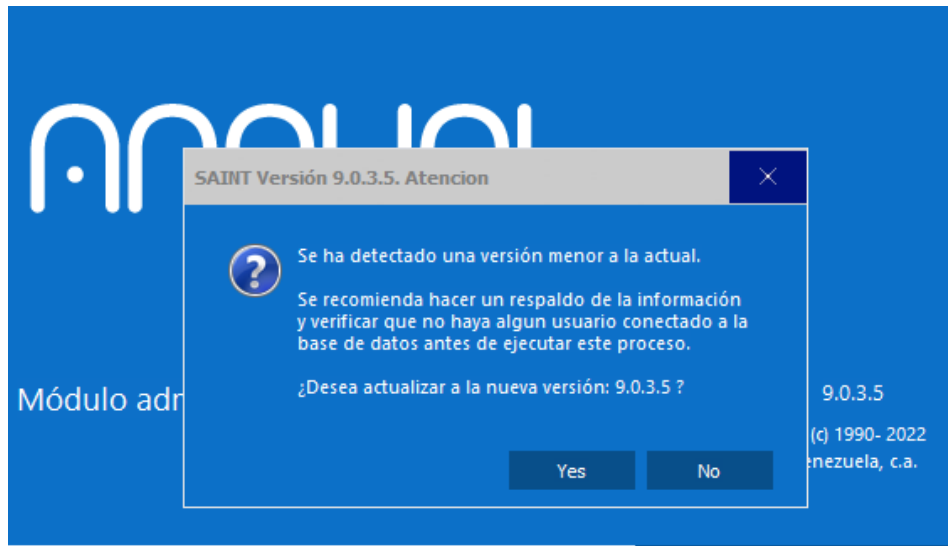 SAINT Versión 9.0.3.5. Atencion
Se ha detectado una versión menor a la actual.
Se recomienda hacer un respaldo de la información
y verificar que no haya algun usuario conectado a la
base de datos antes de ejecutar este proceso.
¿Desea actualizar a la nueva versión: 9.0.3.5 ?
Yes No
Módulo
9.0.3.5
(c) 1990- 2022
c.a.